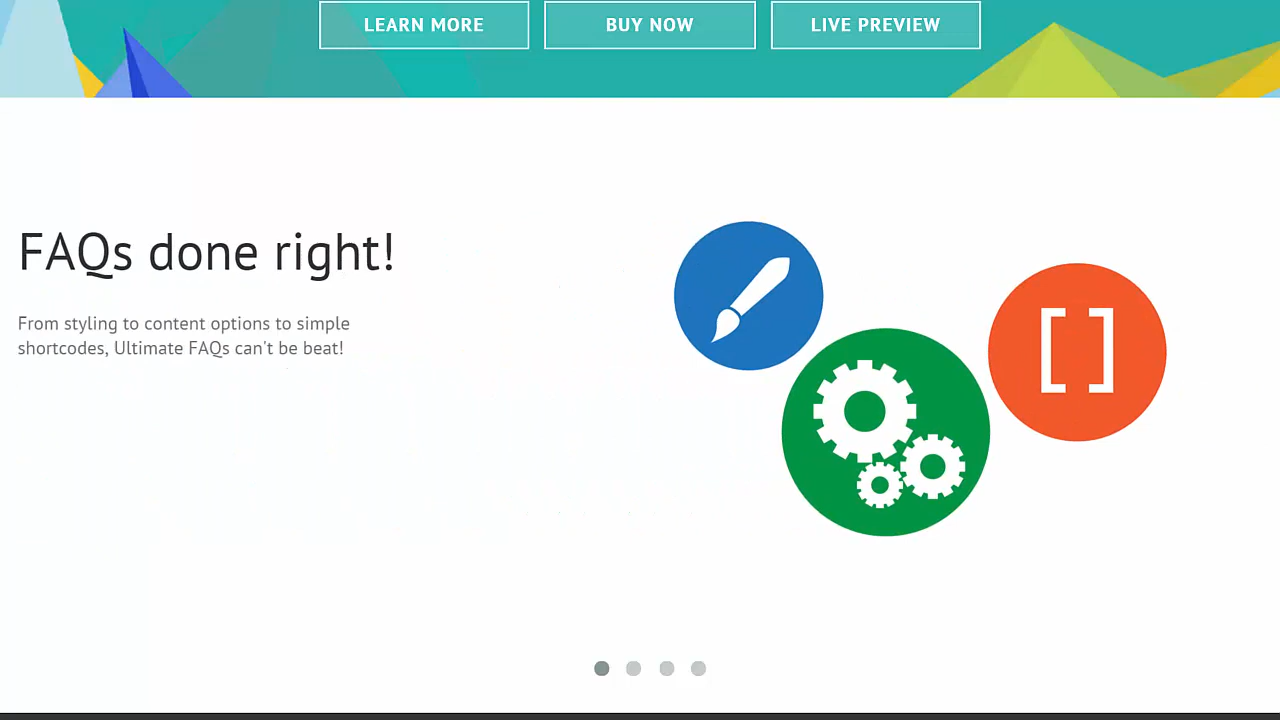 LEARN MORE
BUY NOW
LIVE PREVIEW
FAQs done right!
From styling to content options to simple
shortcodes, Ultimate FAQs can't be beat!
[ ]